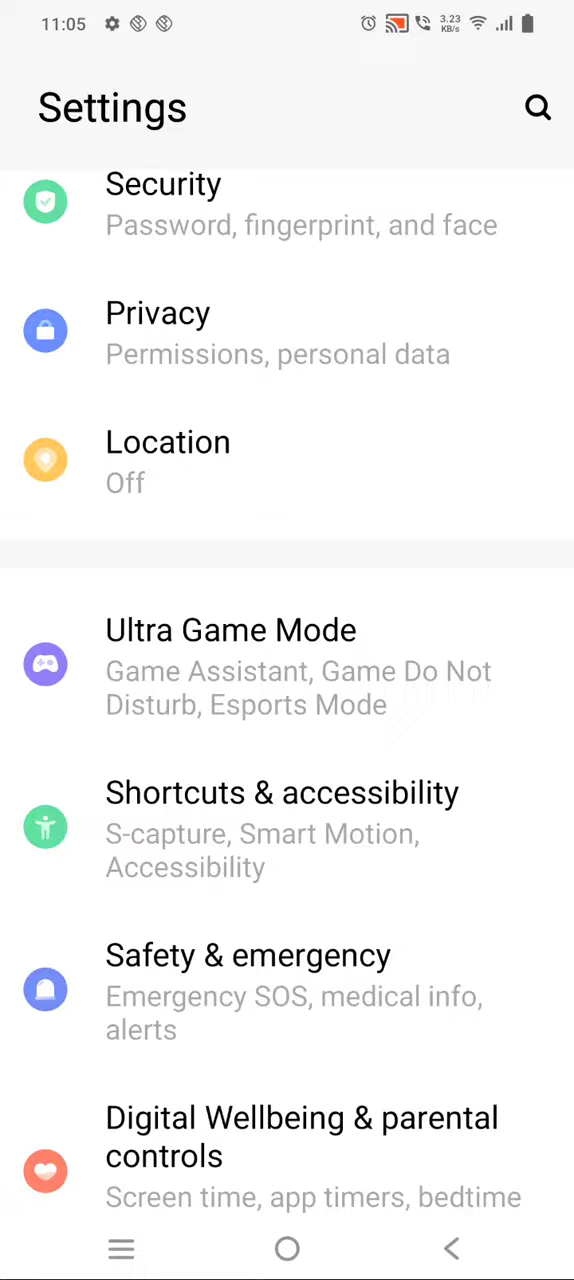 11:05
3.23
KB/s
Settings
Security
Password, fingerprint, and face
Privacy
Permissions, personal data
Location
Off
Ultra Game Mode
Game Assistant, Game Do Not
Disturb, Esports Mode
Shortcuts & accessibility
S-capture, Smart Motion,
Accessibility
Safety & emergency
Emergency SOS, medical info,
alerts
Digital Wellbeing & parental
controls
Screen time, app timers, bedtime